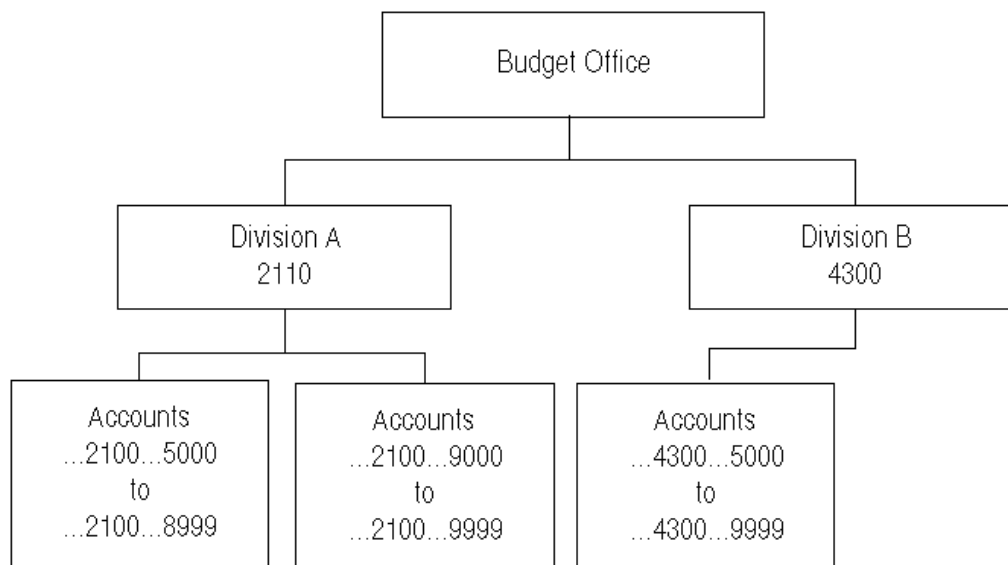 Budget Office
Division A
2110
Division B
4300
Accounts
...2100...5000
to
...2100...8999
Accounts
...2100...9000
to
...2100...9999
Accounts
...4300...5000
to
...4300...9999